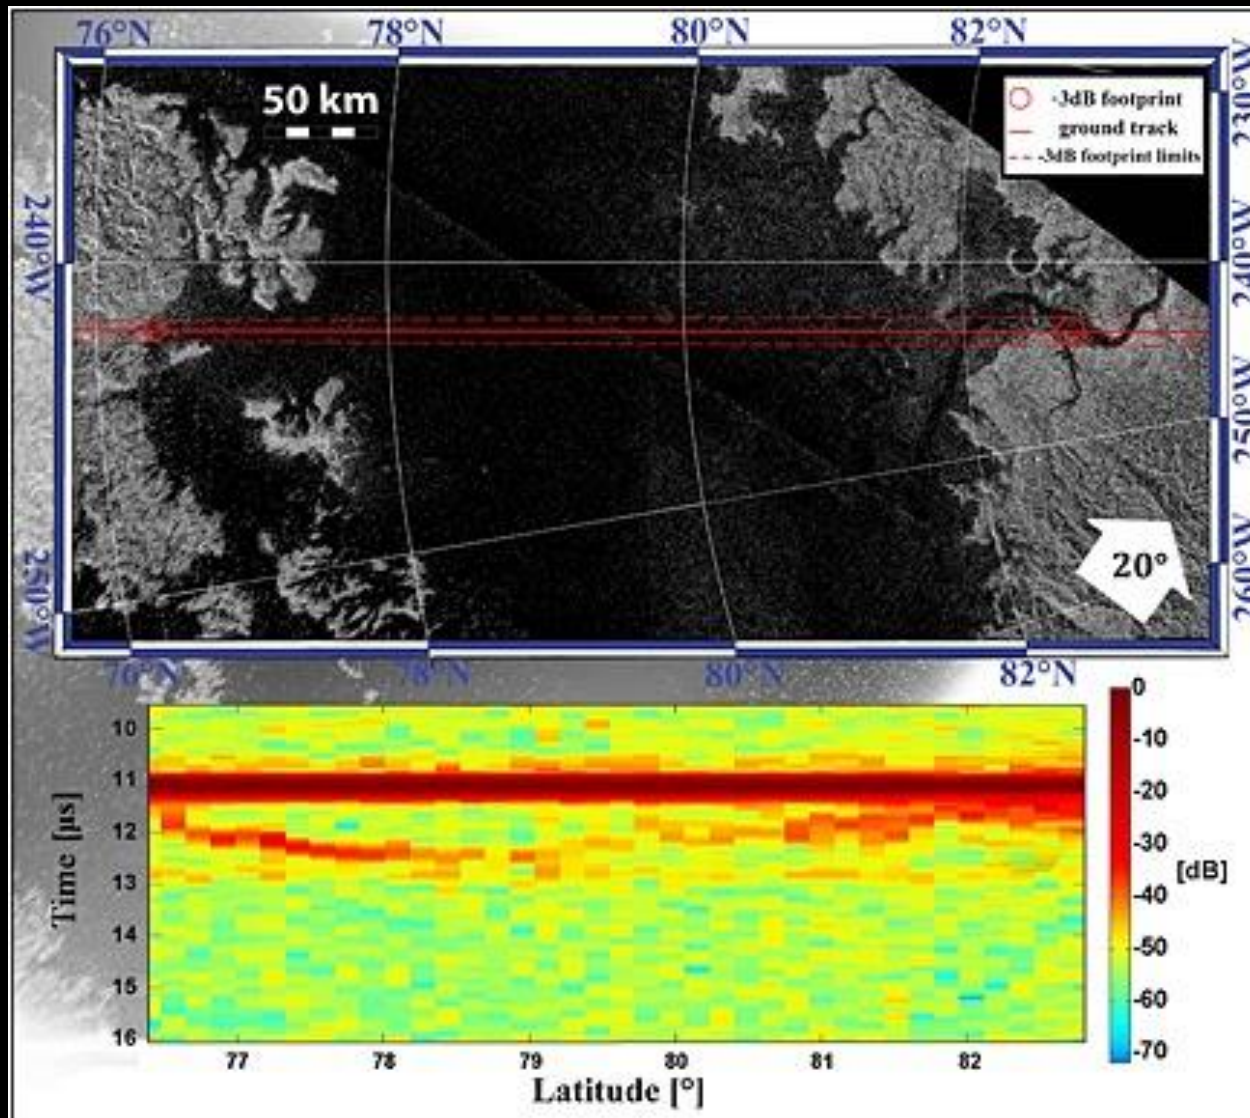 76°N 78°N 80°N 82°N
50 km
-3dB footprint
ground track
-3dB footprint limits
230°W
240°W
240°W
250°W
250°W
260°W
20°
76°N 78°N 80°N 82°N
0
-10
-20
-30
-40
-50
-60
-70
[dB]
Time [µs]
10
11
12
13
14
15
16
77 78 79 80 81 82
Latitude [°]